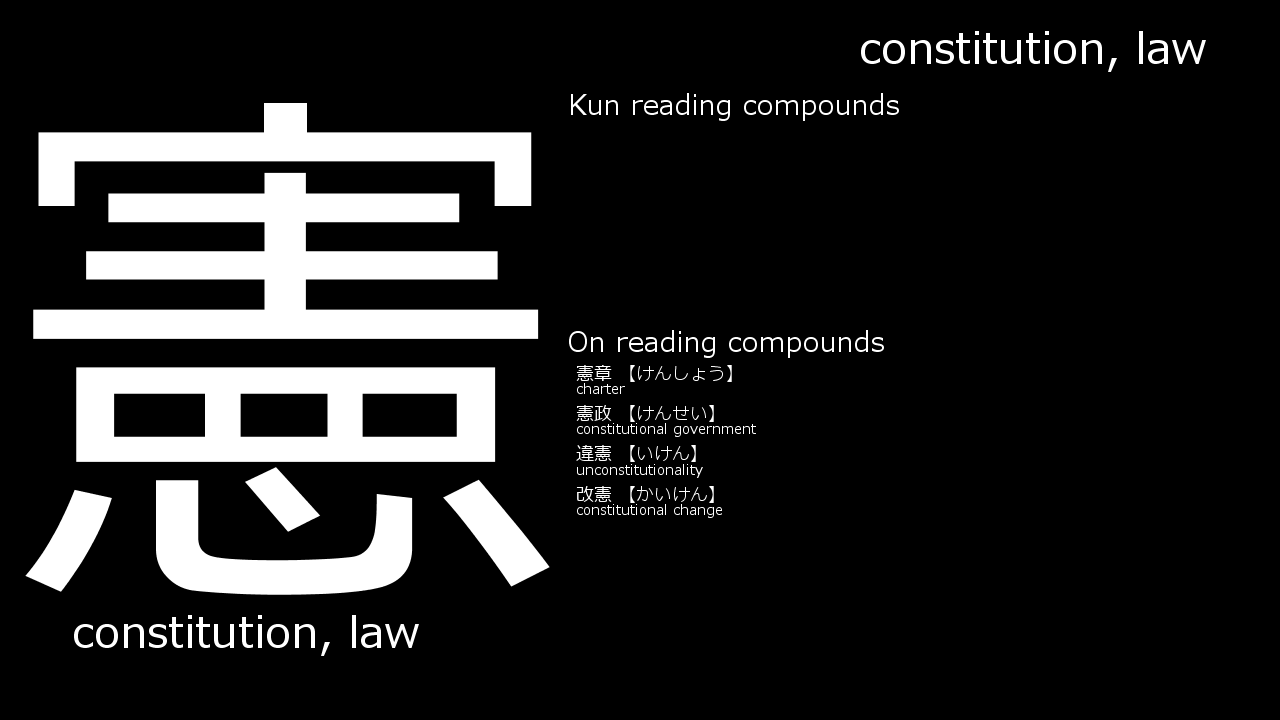 constitution, law
憲
Kun reading compounds
On reading compounds
憲章 【けんしょう】
charter
憲政 【けんせい】
constitutional government
違憲 【いけん】
unconstitutionality
改憲 【かいけん】
constitutional change
constitution, law